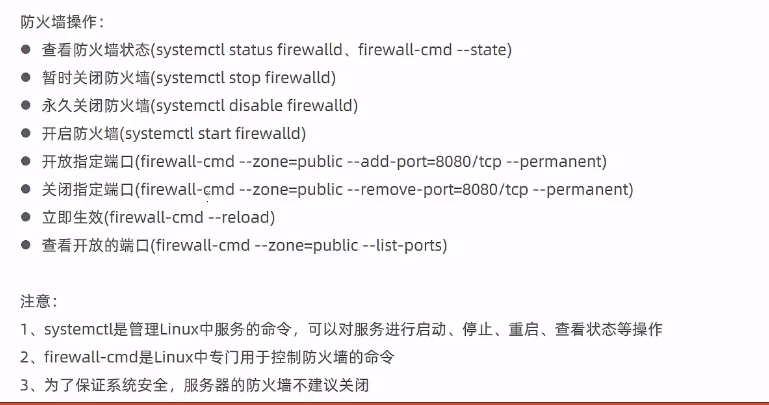 防火墙操作：
● 查看防火墙状态(systemctl status firewalld、firewall-cmd --state)
● 暂时关闭防火墙(systemctl stop firewalld)
● 永久关闭防火墙(systemctl disable firewalld)
● 开启防火墙(systemctl start firewalld)
● 开放指定端口(firewall-cmd --zone=public --add-port=8080/tcp --permanent)
● 关闭指定端口(firewall-cmd --zone=public --remove-port=8080/tcp --permanent)
● 立即生效(firewall-cmd --reload)
● 查看开放的端口(firewall-cmd --zone=public --list-ports)
注意：
1、systemctl是管理Linux中服务的命令，可以对服务进行启动、停止、重启、查看状态等操作
2、firewall-cmd是Linux中专门用于控制防火墙的命令
3、为了保证系统安全，服务器的防火墙不建议关闭